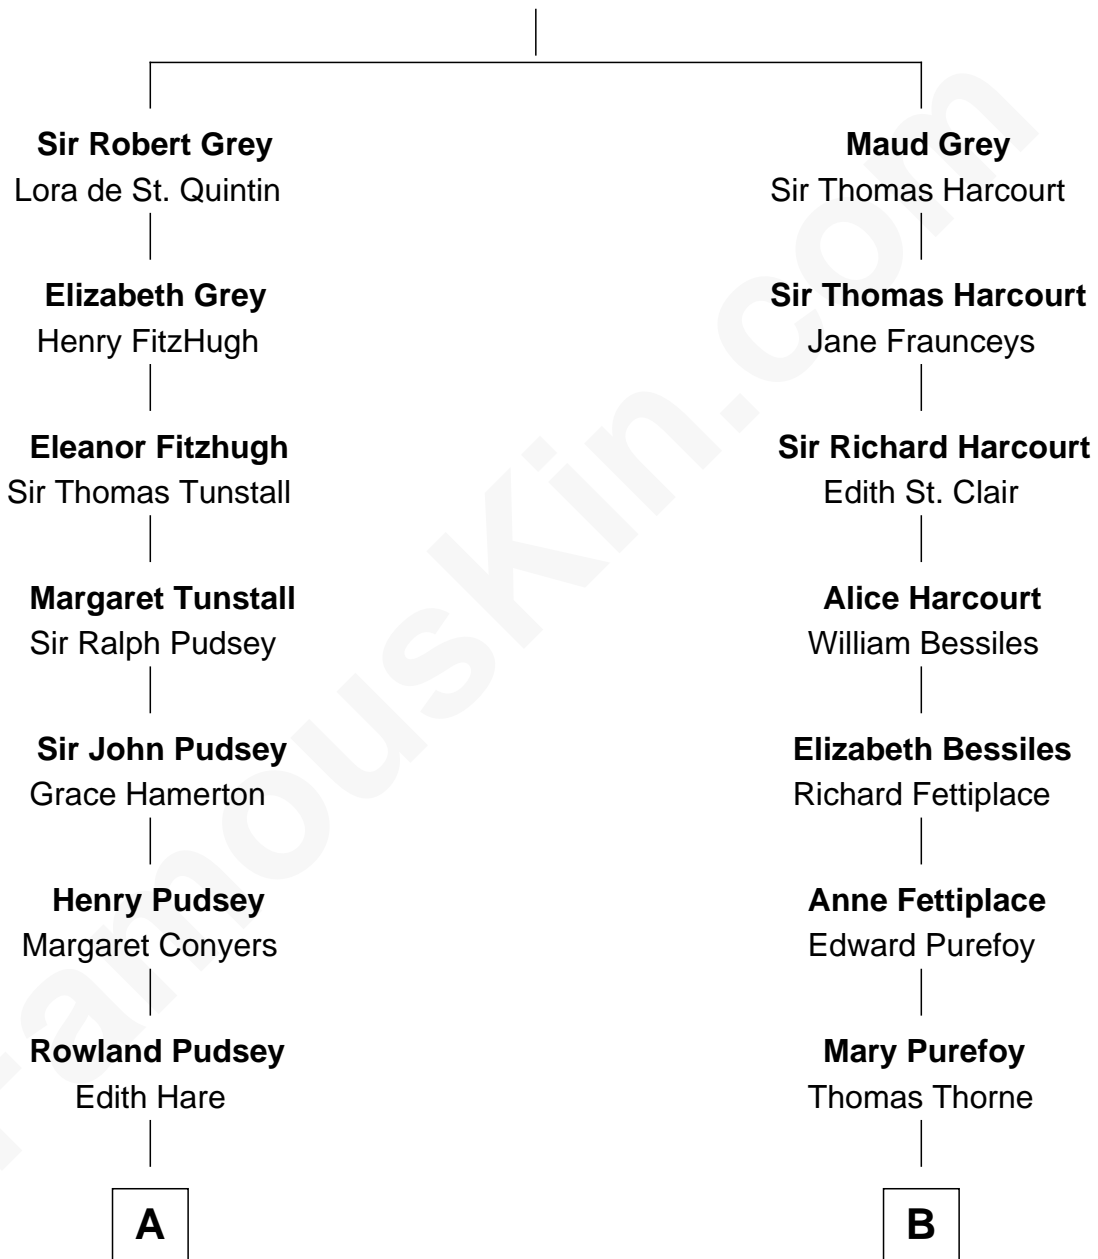 Sir Robert Grey
Lora de St. Quintin
Elizabeth Grey
Henry FitzHugh
Eleanor Fitzhugh
Sir Thomas Tunstall
Margaret Tunstall
Sir Ralph Pudsey
Sir John Pudsey
Grace Hamerton
Henry Pudsey
Margaret Conyers
Rowland Pudsey
Edith Hare
A
Maud Grey
Sir Thomas Harcourt
Sir Thomas Harcourt
Jane Fraunceys
Sir Richard Harcourt
Edith St. Clair
Alice Harcourt
William Bessiles
Elizabeth Bessiles
Richard Fettiplace
Anne Fettiplace
Edward Purefoy
Mary Purefoy
Thomas Thorne
B
FamousKin.com